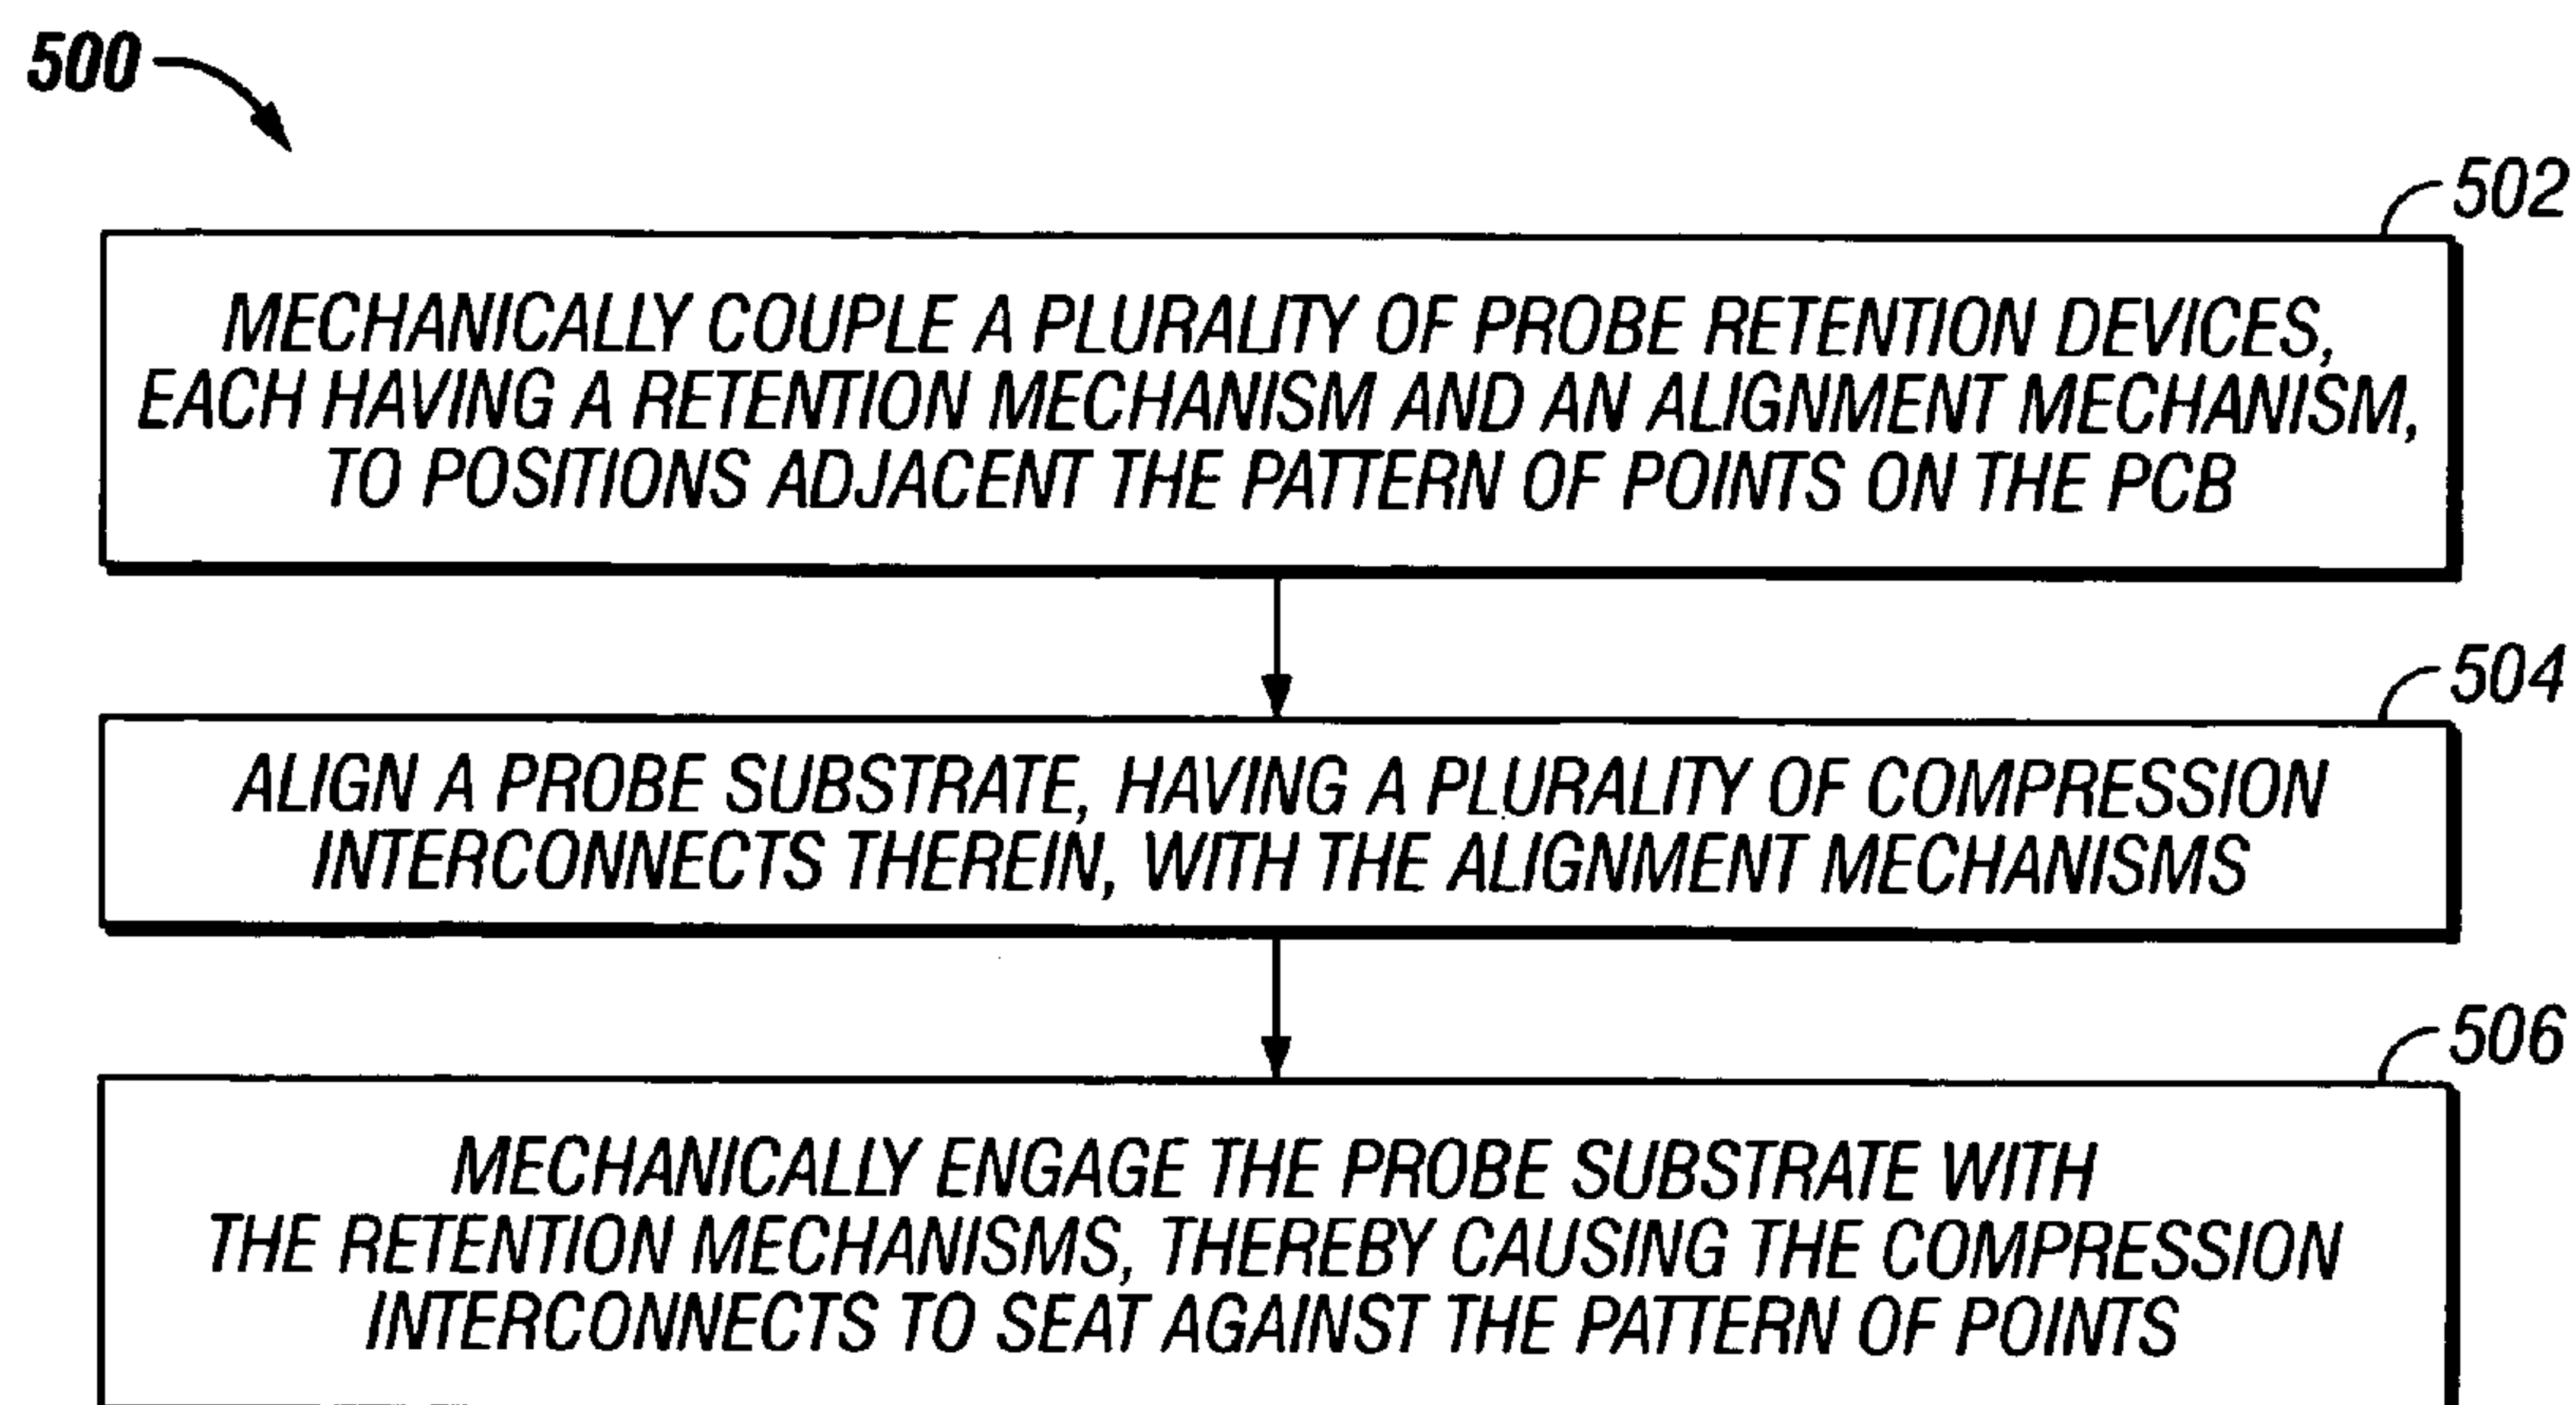 500
502
MECHANICALLY COUPLE A PLURALITY OF PROBE RETENTION DEVICES,
EACH HAVING A RETENTION MECHANISM AND AN ALIGNMENT MECHANISM,
TO POSITIONS ADJACENT THE PATTERN OF POINTS ON THE PCB
504
ALIGN A PROBE SUBSTRATE, HAVING A PLURALITY OF COMPRESSION
INTERCONNECTS THEREIN, WITH THE ALIGNMENT MECHANISMS
506
MECHANICALLY ENGAGE THE PROBE SUBSTRATE WITH
THE RETENTION MECHANISMS, THEREBY CAUSING THE COMPRESSION
INTERCONNECTS TO SEAT AGAINST THE PATTERN OF POINTS